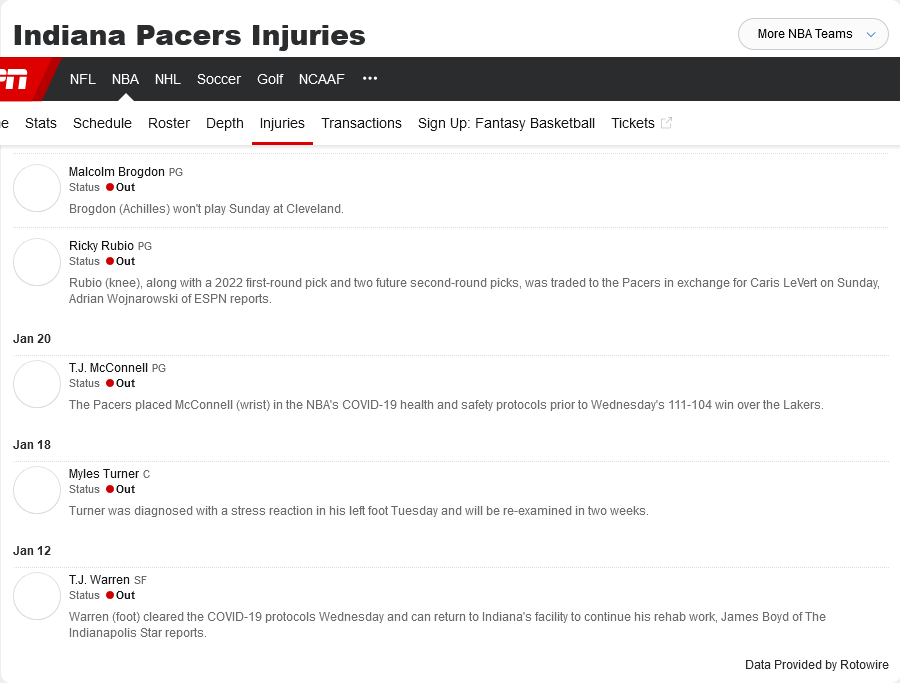 Indiana Pacers Injuries
More NBA Teams
NFL NBA NHL Soccer Golf NCAAF •••
e Stats Schedule Roster Depth Injuries Transactions Sign Up: Fantasy Basketball Tickets
Malcolm Brogdon PG
Status Out
Brogdon (Achilles) won't play Sunday at Cleveland.
Ricky Rubio PG
Status Out
Rubio (knee), along with a 2022 first-round pick and two future second-round picks, was traded to the Pacers in exchange for Caris LeVert on Sunday,
Adrian Wojnarowski of ESPN reports.
Jan 20
T.J. McConnell PG
Status Out
The Pacers placed McConnell (wrist) in the NBA's COVID-19 health and safety protocols prior to Wednesday's 111-104 win over the Lakers.
Jan 18
Myles Turner C
Status Out
Turner was diagnosed with a stress reaction in his left foot Tuesday and will be re-examined in two weeks.
Jan 12
T.J. Warren SF
Status Out
Warren (foot) cleared the COVID-19 protocols Wednesday and can return to Indiana's facility to continue his rehab work, James Boyd of The
Indianapolis Star reports.
Data Provided by Rotowire